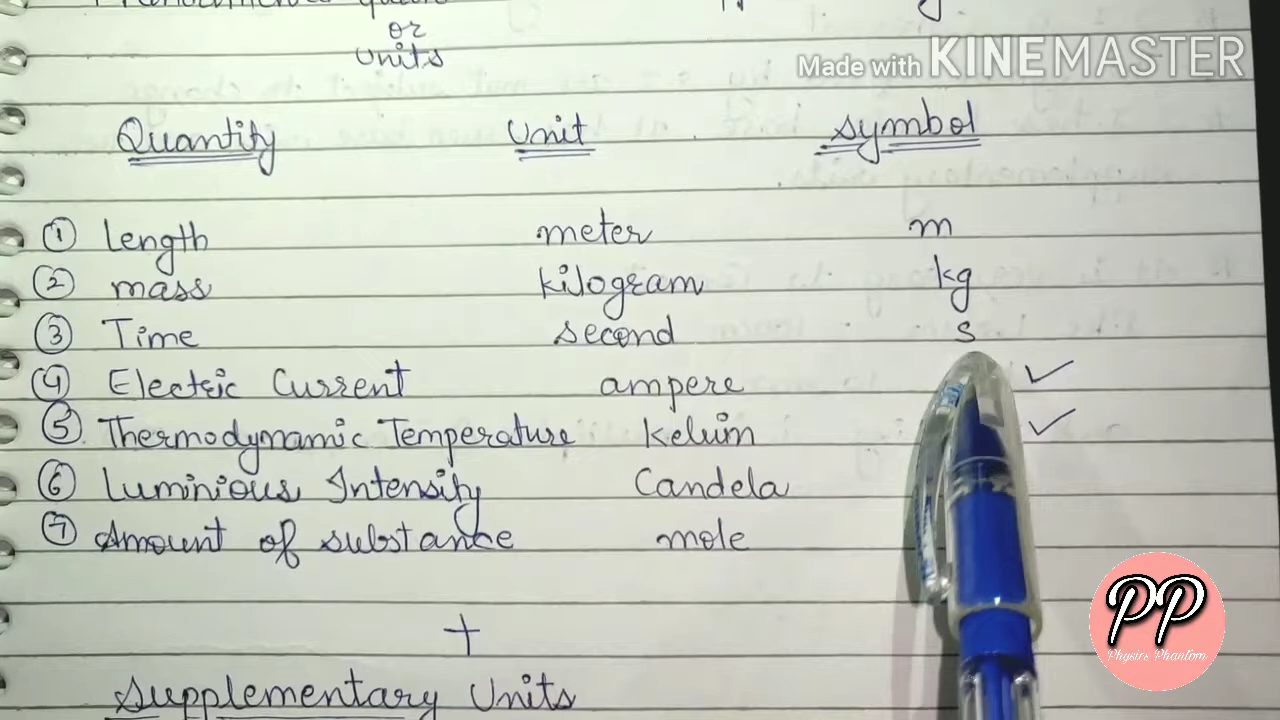 or
units
Made with KINEMASTER
Quantity Unit Symbol
① Length meter m
② mass kilogram kg
③ Time second s
④ Electric Current ampere ✓
⑤ Thermodynamic Temperature Kelvin ✓
⑥ Luminious Intensity Candela
⑦ Amount of substance mole
+
Supplementary Units
PP
Physics Phantom